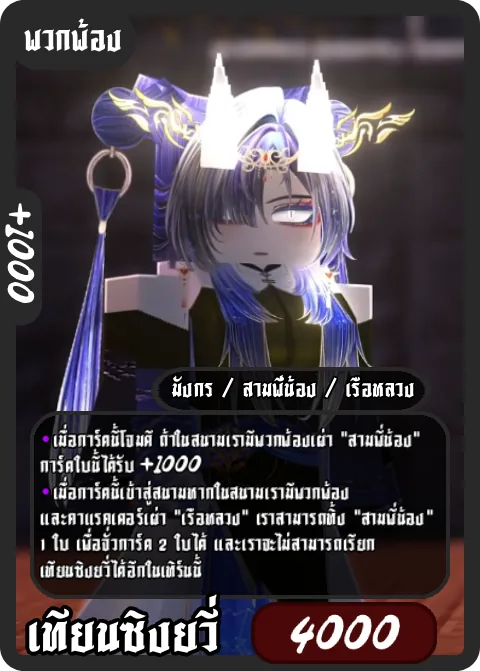 พวกพ้อง
+1000
มังกร / สามพี่น้อง / เรือหลวง
•เมื่อการ์ดนี้โจมตี ถ้าในสนามเรามีพวกพ้องเผ่า "สามพี่น้อง"
การ์ดใบนี้ได้รับ +1000
•เมื่อการ์ดนี้เข้าสู่สนามหากในสนามเรามีพวกพ้อง
และคาแรคเตอร์เผ่า "เรือหลวง" เราสามารถทิ้ง "สามพี่น้อง"
1 ใบ เพื่อจั่วการ์ด 2 ใบได้ และเราจะไม่สามารถเรียก
เทียนซิงยวี่ได้อีกในเทิร์นนี้
เทียนซิงยวี่
4000